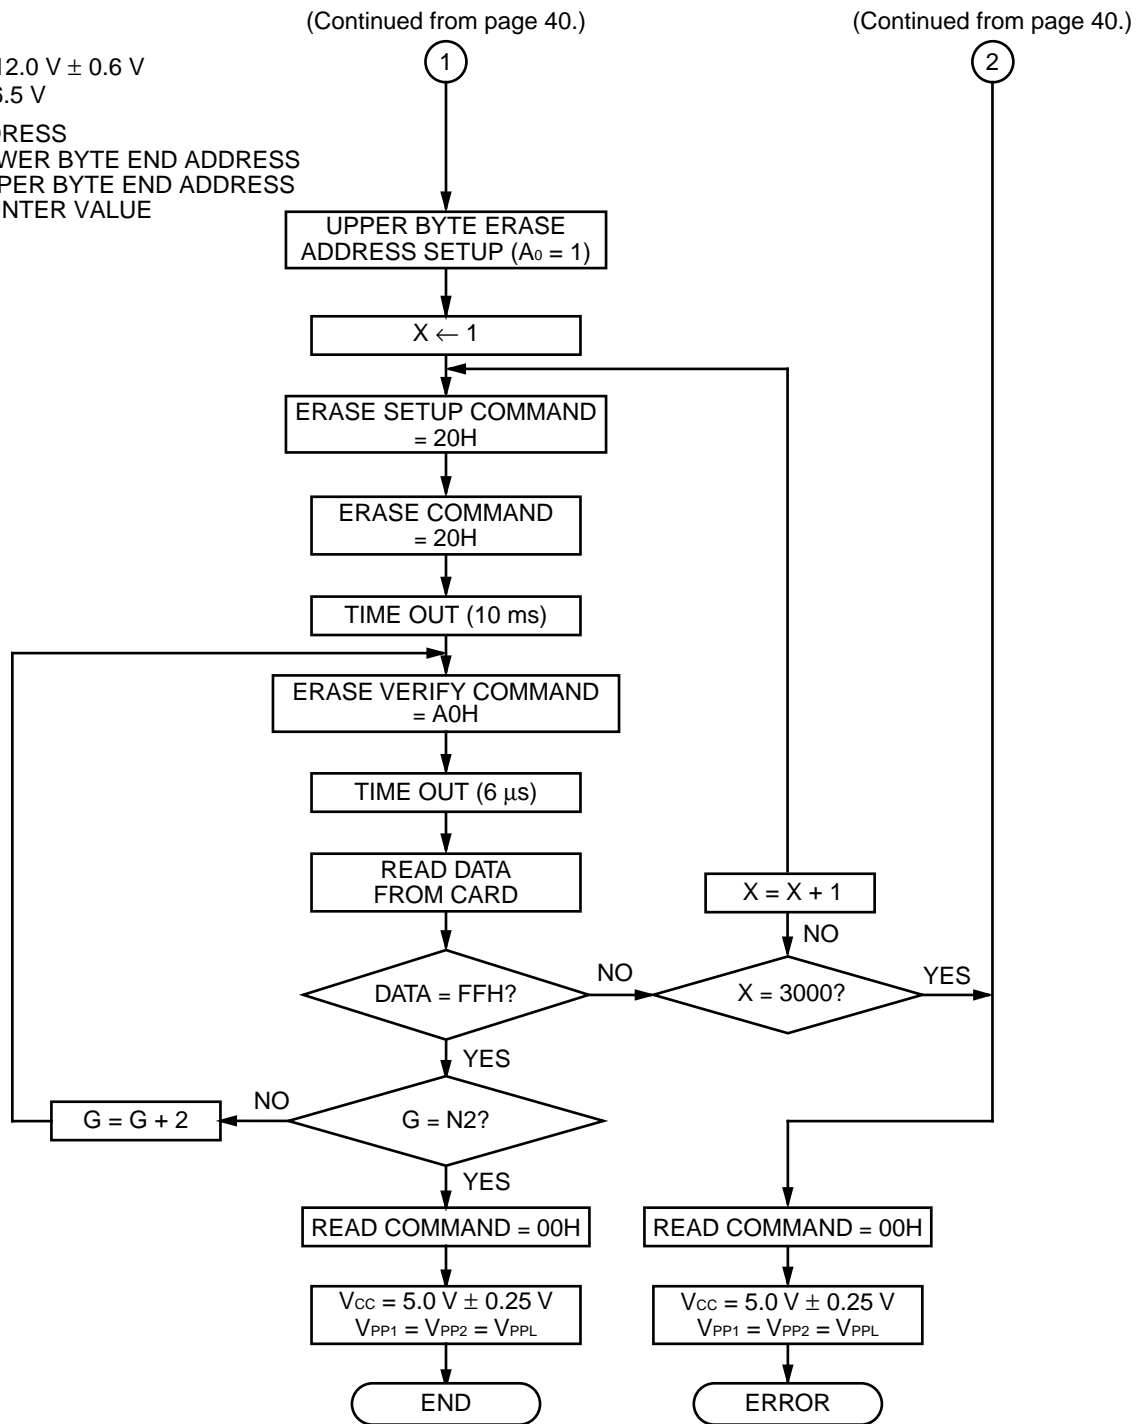 (Continued from page 40.)
(Continued from page 40.)
1
2
12.0 V ± 0.6 V
6.5 V
DRESS
WER BYTE END ADDRESS
PER BYTE END ADDRESS
UNTER VALUE
UPPER BYTE ERASE
ADDRESS SETUP (A0 = 1)
X ← 1
ERASE SETUP COMMAND
= 20H
ERASE COMMAND
= 20H
TIME OUT (10 ms)
ERASE VERIFY COMMAND
= A0H
TIME OUT (6 µs)
READ DATA
FROM CARD
X = X + 1
NO
DATA = FFH?
NO
X = 3000?
YES
YES
G = G + 2
NO
G = N2?
YES
READ COMMAND = 00H
READ COMMAND = 00H
VCC = 5.0 V ± 0.25 V
VPP1 = VPP2 = VPPL
VCC = 5.0 V ± 0.25 V
VPP1 = VPP2 = VPPL
END
ERROR